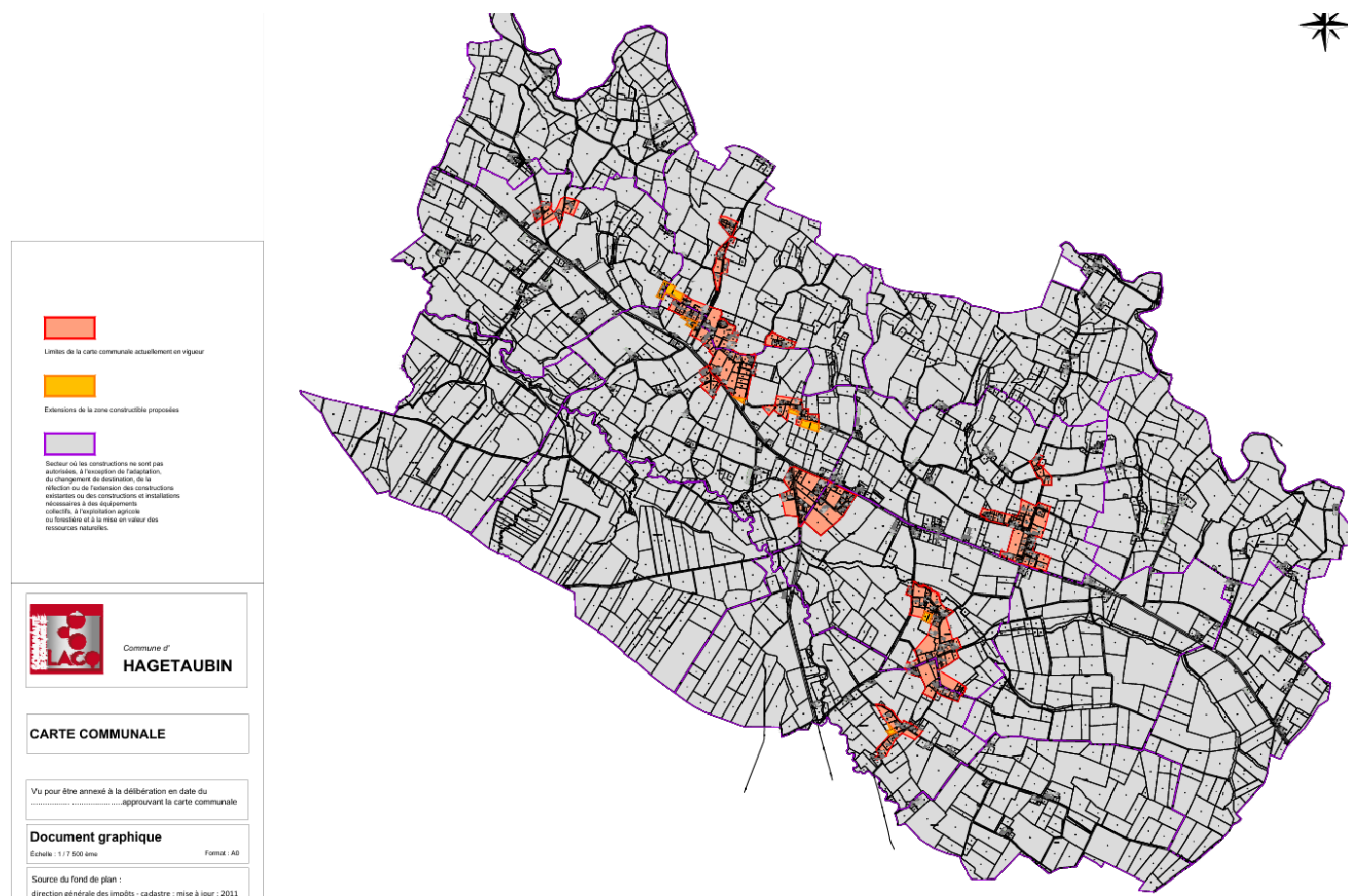 Limites de la carte communale actuellement en vigueur
Extensions de la zone constructible proposées
Secteur où les constructions ne sont pas
autorisées, à l'exception de l'adaptation,
du changement de destination, de la
réfection ou de l'extension des constructions
existantes ou des constructions et installations
nécessaires à des équipements
collectifs, à l'exploitation agricole
ou forestière et à la mise en valeur des
ressources naturelles.
LACQ
Commune d'
HAGETAUBIN
CARTE COMMUNALE
Vu pour être annexé à la délibération en date du
.................. .................. .....approuvant la carte communale
Document graphique
Échelle : 1 / 7 500 ème Format : A0
Source du fond de plan :
direction générale des impôts - cadastre ; mise à jour : 2011